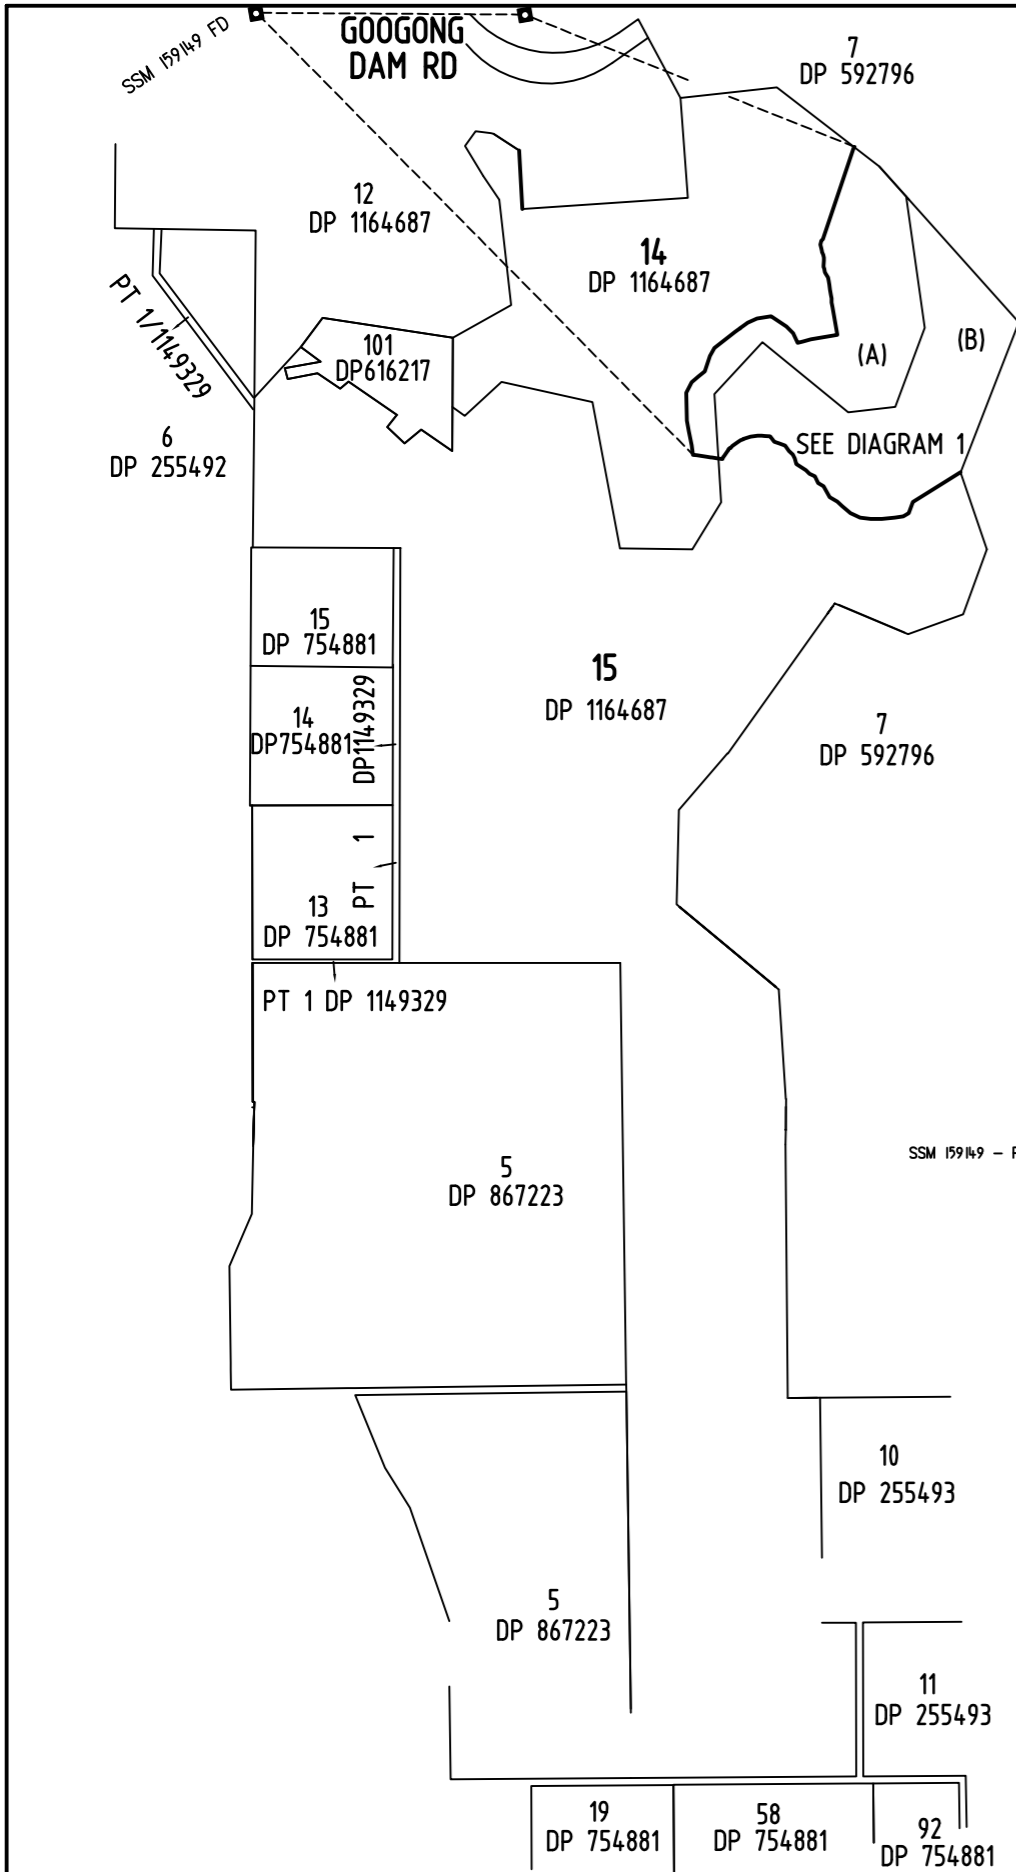 GOOGONG
DAM RD
SSM 159149 FD
7
DP 592796
12
DP 1164687
14
DP 1164687
PT 1/1149329
101
DP616217
(A)
(B)
6
DP 255492
SEE DIAGRAM 1
15
DP 754881
15
DP 1164687
14
DP754881
DP1149329
7
DP 592796
PT 1
13
DP 754881
PT 1 DP 1149329
5
DP 867223
SSM 159149 –
10
DP 255493
5
DP 867223
11
DP 255493
19
DP 754881
58
DP 754881
92
DP 754881